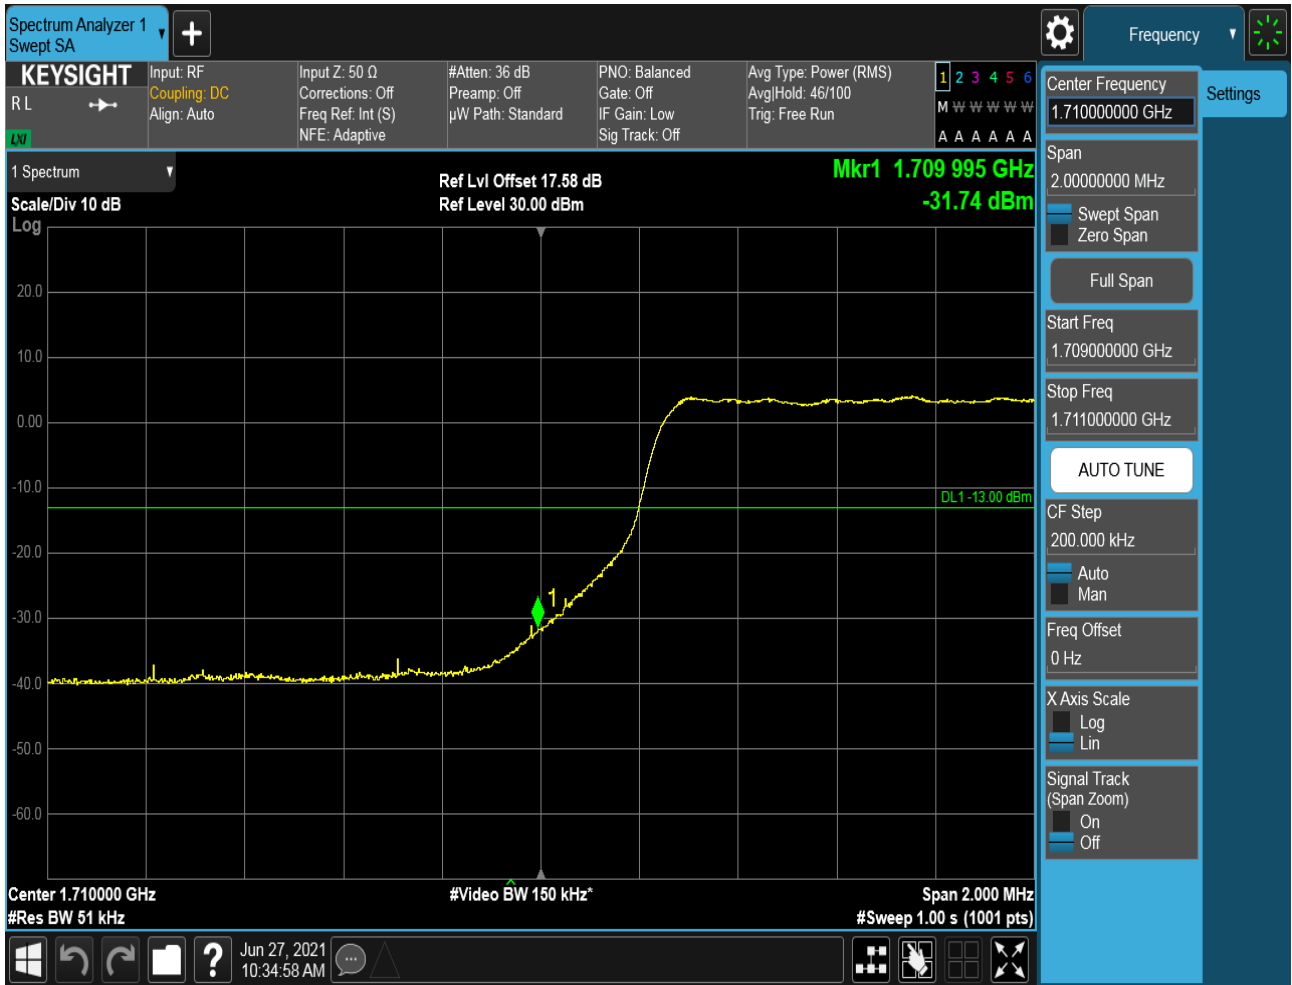 Spectrum Analyzer 1
Swept SA
Frequency
KEYSIGHT
R L
LXI
Input: RF
Coupling: DC
Align: Auto
Input Z: 50 Ω
Corrections: Off
Freq Ref: Int (S)
NFE: Adaptive
#Atten: 36 dB
Preamp: Off
µW Path: Standard
PNO: Balanced
Gate: Off
IF Gain: Low
Sig Track: Off
Avg Type: Power (RMS)
Avg|Hold: 46/100
Trig: Free Run
1 2 3 4 5 6
M W W W W W
A A A A A A
1 Spectrum
Scale/Div 10 dB
Log
Ref Lvl Offset 17.58 dB
Ref Level 30.00 dBm
Mkr1 1.709 995 GHz
-31.74 dBm
20.0
10.0
0.00
-10.0
-20.0
-30.0
-40.0
-50.0
-60.0
DL1 -13.00 dBm
1
Center 1.710000 GHz
#Res BW 51 kHz
#Video BW 150 kHz*
Span 2.000 MHz
#Sweep 1.00 s (1001 pts)
Jun 27, 2021
10:34:58 AM
Center Frequency
1.710000000 GHz
Settings
Span
2.00000000 MHz
Swept Span
Zero Span
Full Span
Start Freq
1.709000000 GHz
Stop Freq
1.711000000 GHz
AUTO TUNE
CF Step
200.000 kHz
Auto
Man
Freq Offset
0 Hz
X Axis Scale
Log
Lin
Signal Track
(Span Zoom)
On
Off